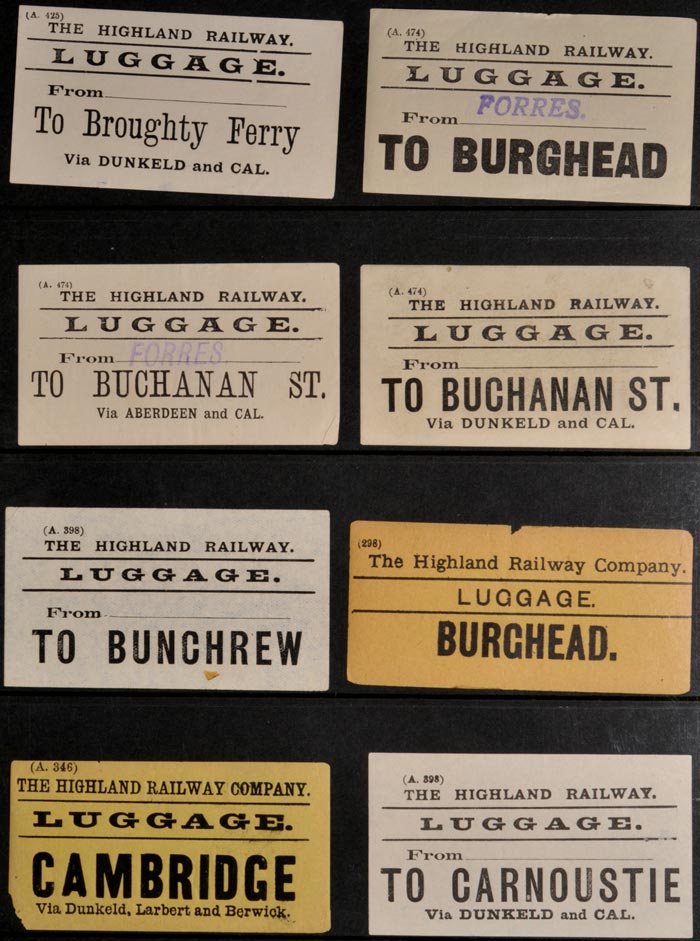 (A. 425)
THE HIGHLAND RAILWAY.
LUGGAGE.
From
To Broughty Ferry
Via DUNKELD and CAL.
(A. 474)
THE HIGHLAND RAILWAY.
LUGGAGE.
From FORRES.
TO BURGHEAD
(A. 474)
THE HIGHLAND RAILWAY.
LUGGAGE.
From FORRES.
TO BUCHANAN ST.
Via ABERDEEN and CAL.
(A. 474)
THE HIGHLAND RAILWAY.
LUGGAGE.
From
TO BUCHANAN ST.
Via DUNKELD and CAL.
(A. 398)
THE HIGHLAND RAILWAY.
LUGGAGE.
From
TO BUNCHREW
(298)
The Highland Railway Company.
LUGGAGE.
BURGHEAD.
(A. 346)
THE HIGHLAND RAILWAY COMPANY.
LUGGAGE.
CAMBRIDGE
Via Dunkeld, Larbert and Berwick.
(A. 398)
THE HIGHLAND RAILWAY.
LUGGAGE.
From
TO CARNOUSTIE
Via DUNKELD and CAL.